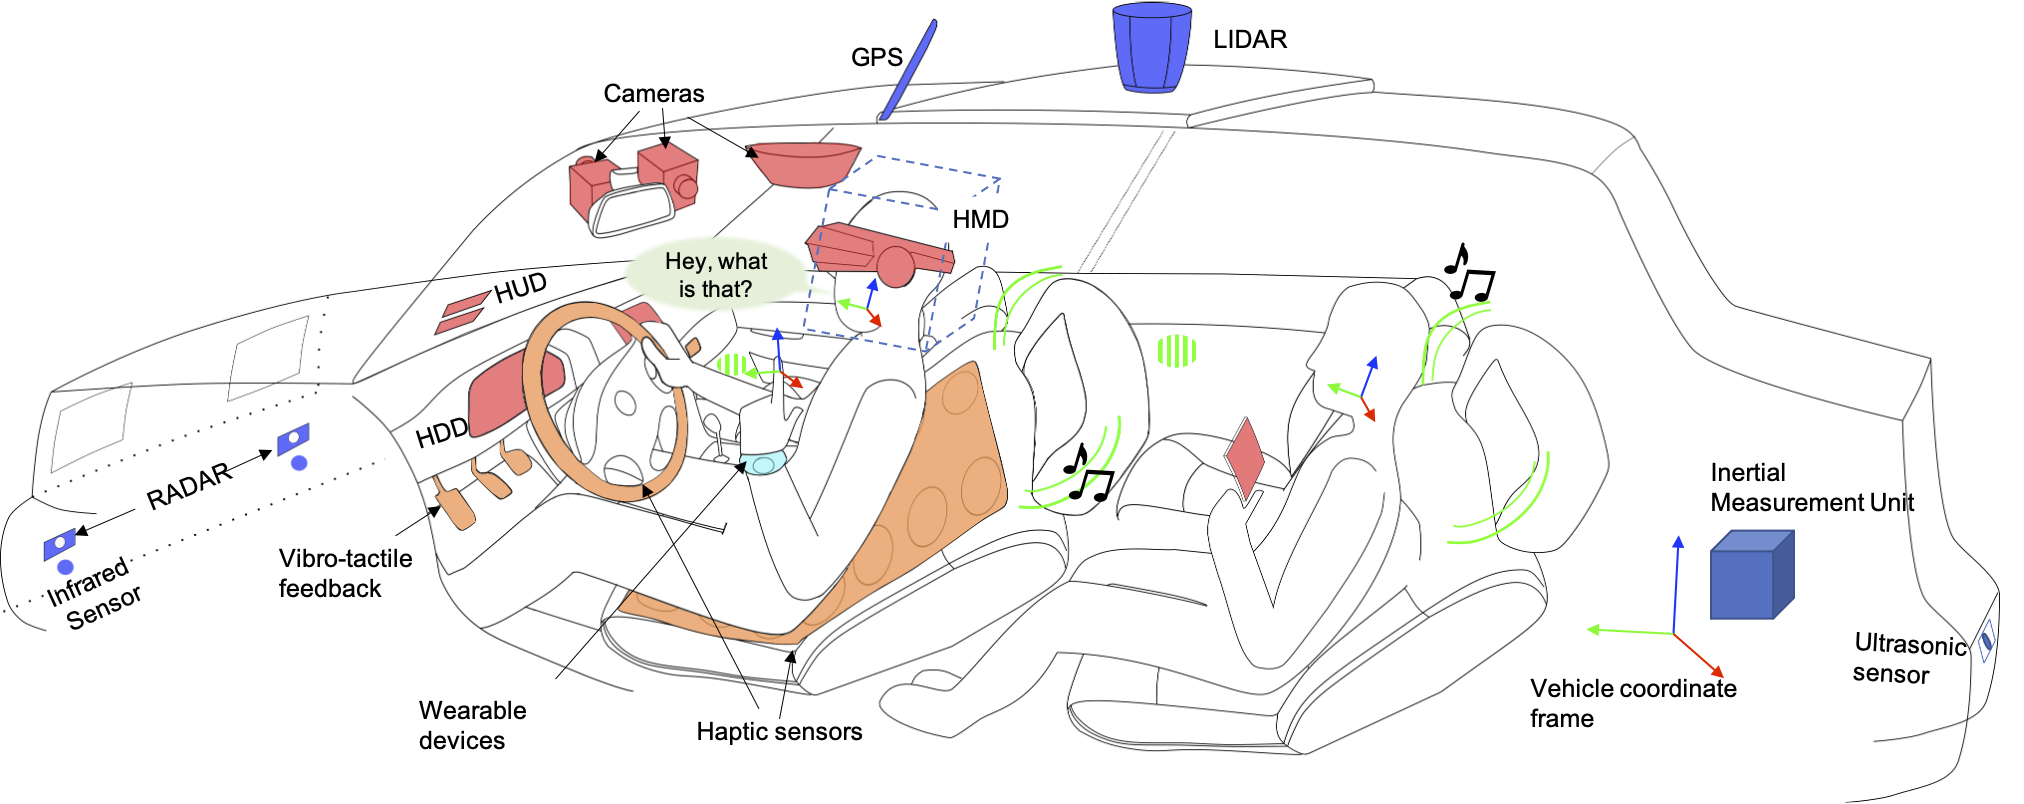 GPS
LIDAR
Cameras
HMD
Hey, what
is that?
HUD
HDD
RADAR
Infrared
Sensor
Vibro-tactile
feedback
Wearable
devices
Haptic sensors
Inertial
Measurement Unit
Vehicle coordinate
frame
Ultrasonic
sensor